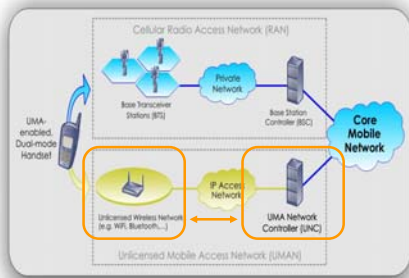 Cellular Radio Access Network (RAN)
Private
Network
Base Transceiver
Stations (BTS)
Base Station
Controller (BSC)
UMA-
enabled,
Dual-mode
Handset
Core
Mobile
Network
IP Access
Network
Unlicensed Wireless Network
(e.g. WiFi, Bluetooth,...)
UMA Network
Controller (UNC)
Unlicensed Mobile Access Network (UMAN)